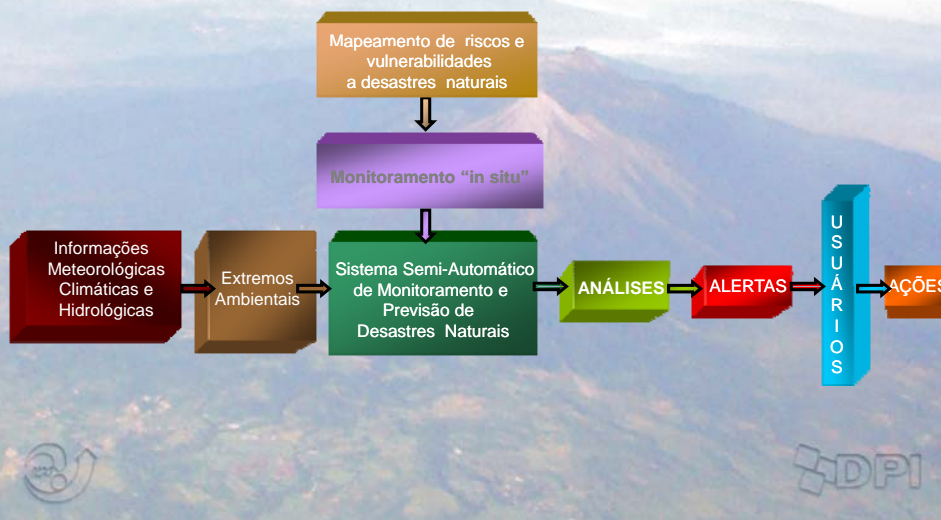 Mapeamento de riscos e
vulnerabilidades
a desastres naturais
Monitoramento “in situ”
Informações
Meteorológicas
Climáticas e
Hidrológicas
Extremos
Ambientais
Sistema Semi-Automático
de Monitoramento e
Previsão de
Desastres Naturais
ANÁLISES
ALERTAS
USUÁRIOS
AÇÕES
DPI